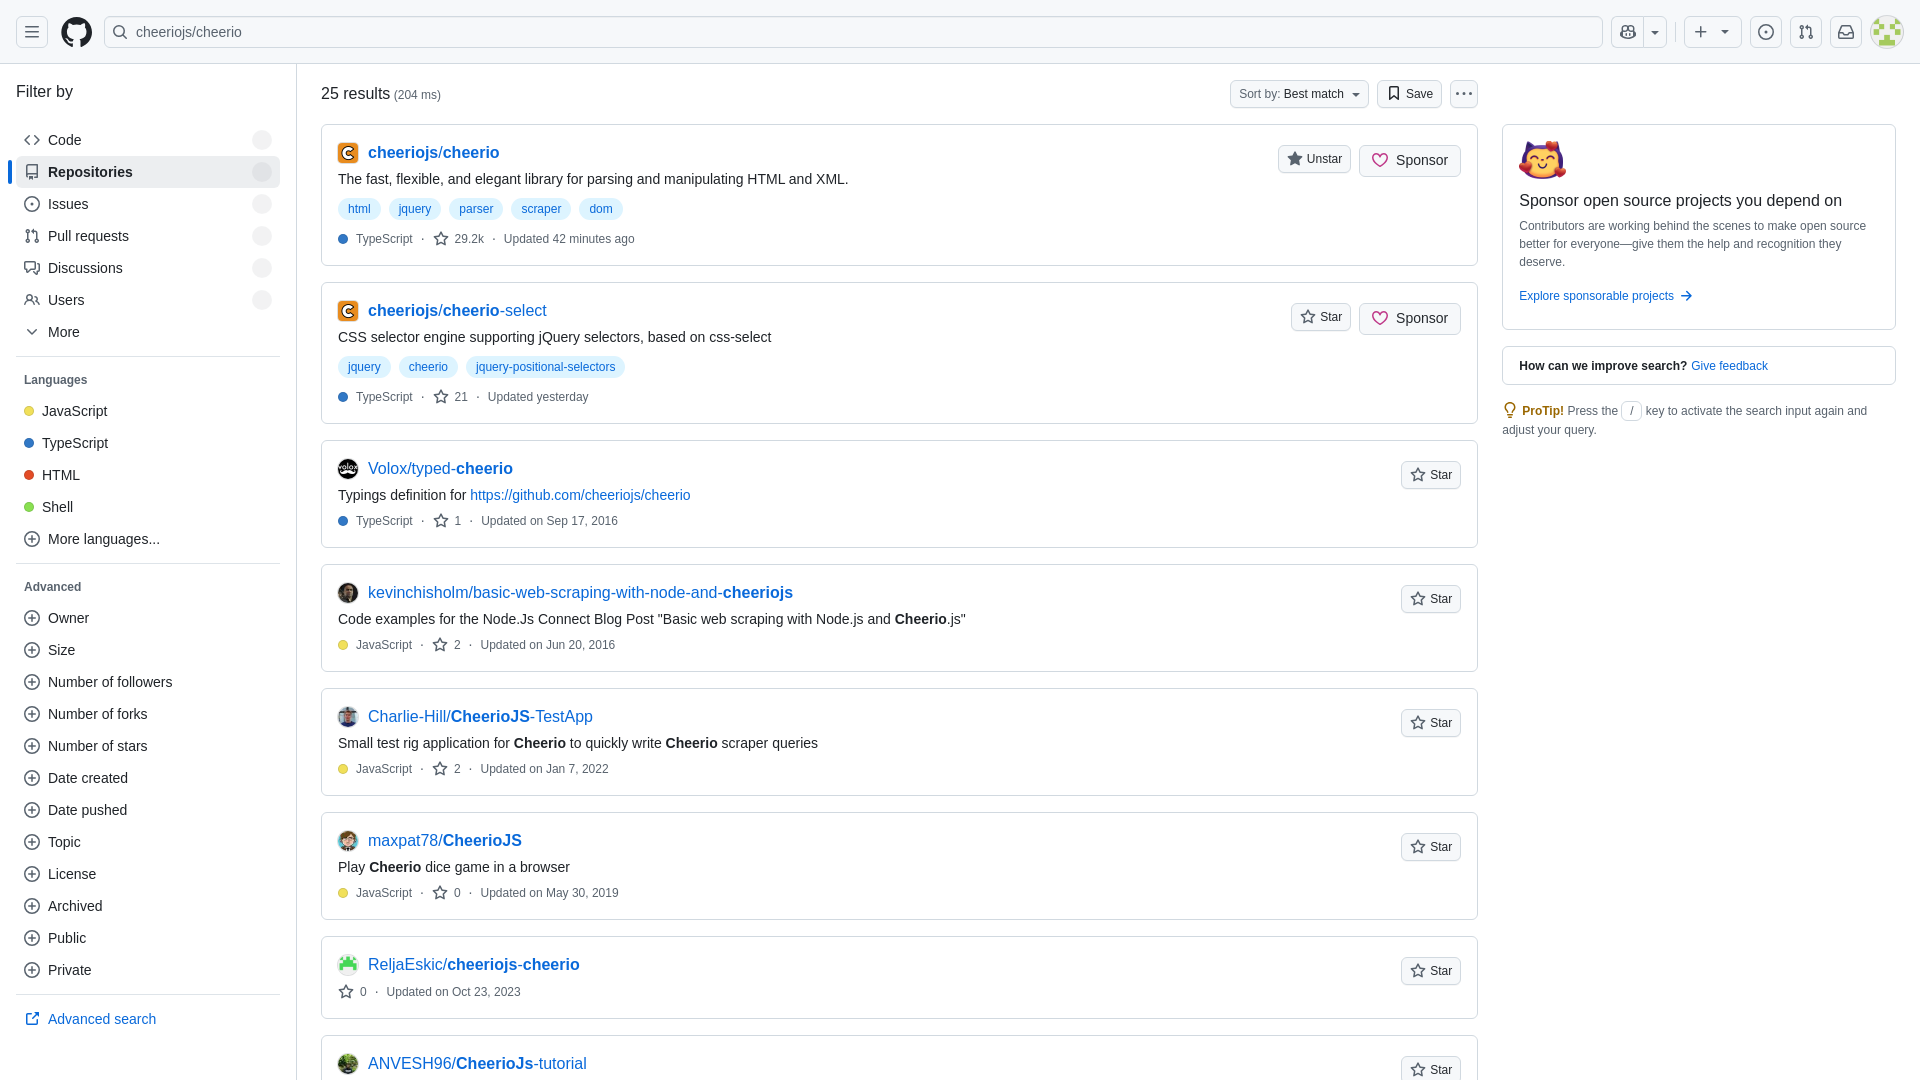 cheeriojs/cheerio
Filter by
Code
Repositories
Issues
Pull requests
Discussions
Users
More
Languages
JavaScript
TypeScript
HTML
Shell
More languages...
Advanced
Owner
Size
Number of followers
Number of forks
Number of stars
Date created
Date pushed
Topic
License
Archived
Public
Private
Advanced search
25 results (204 ms)
Sort by: Best match
Save
cheeriojs/cheerio
Unstar
Sponsor
The fast, flexible, and elegant library for parsing and manipulating HTML and XML.
html jquery parser scraper dom
TypeScript · 29.2k · Updated 42 minutes ago
cheeriojs/cheerio-select
Star
Sponsor
CSS selector engine supporting jQuery selectors, based on css-select
jquery cheerio jquery-positional-selectors
TypeScript · 21 · Updated yesterday
Volox/typed-cheerio
Star
Typings definition for https://github.com/cheeriojs/cheerio
TypeScript · 1 · Updated on Sep 17, 2016
kevinchisholm/basic-web-scraping-with-node-and-cheeriojs
Star
Code examples for the Node.Js Connect Blog Post "Basic web scraping with Node.js and Cheerio.js"
JavaScript · 2 · Updated on Jun 20, 2016
Charlie-Hill/CheerioJS-TestApp
Star
Small test rig application for Cheerio to quickly write Cheerio scraper queries
JavaScript · 2 · Updated on Jan 7, 2022
maxpat78/CheerioJS
Star
Play Cheerio dice game in a browser
JavaScript · 0 · Updated on May 30, 2019
ReljaEskic/cheeriojs-cheerio
Star
0 · Updated on Oct 23, 2023
ANVESH96/CheerioJs-tutorial
Star
Sponsor open source projects you depend on
Contributors are working behind the scenes to make open source
better for everyone—give them the help and recognition they
deserve.
Explore sponsorable projects
How can we improve search? Give feedback
ProTip! Press the / key to activate the search input again and
adjust your query.